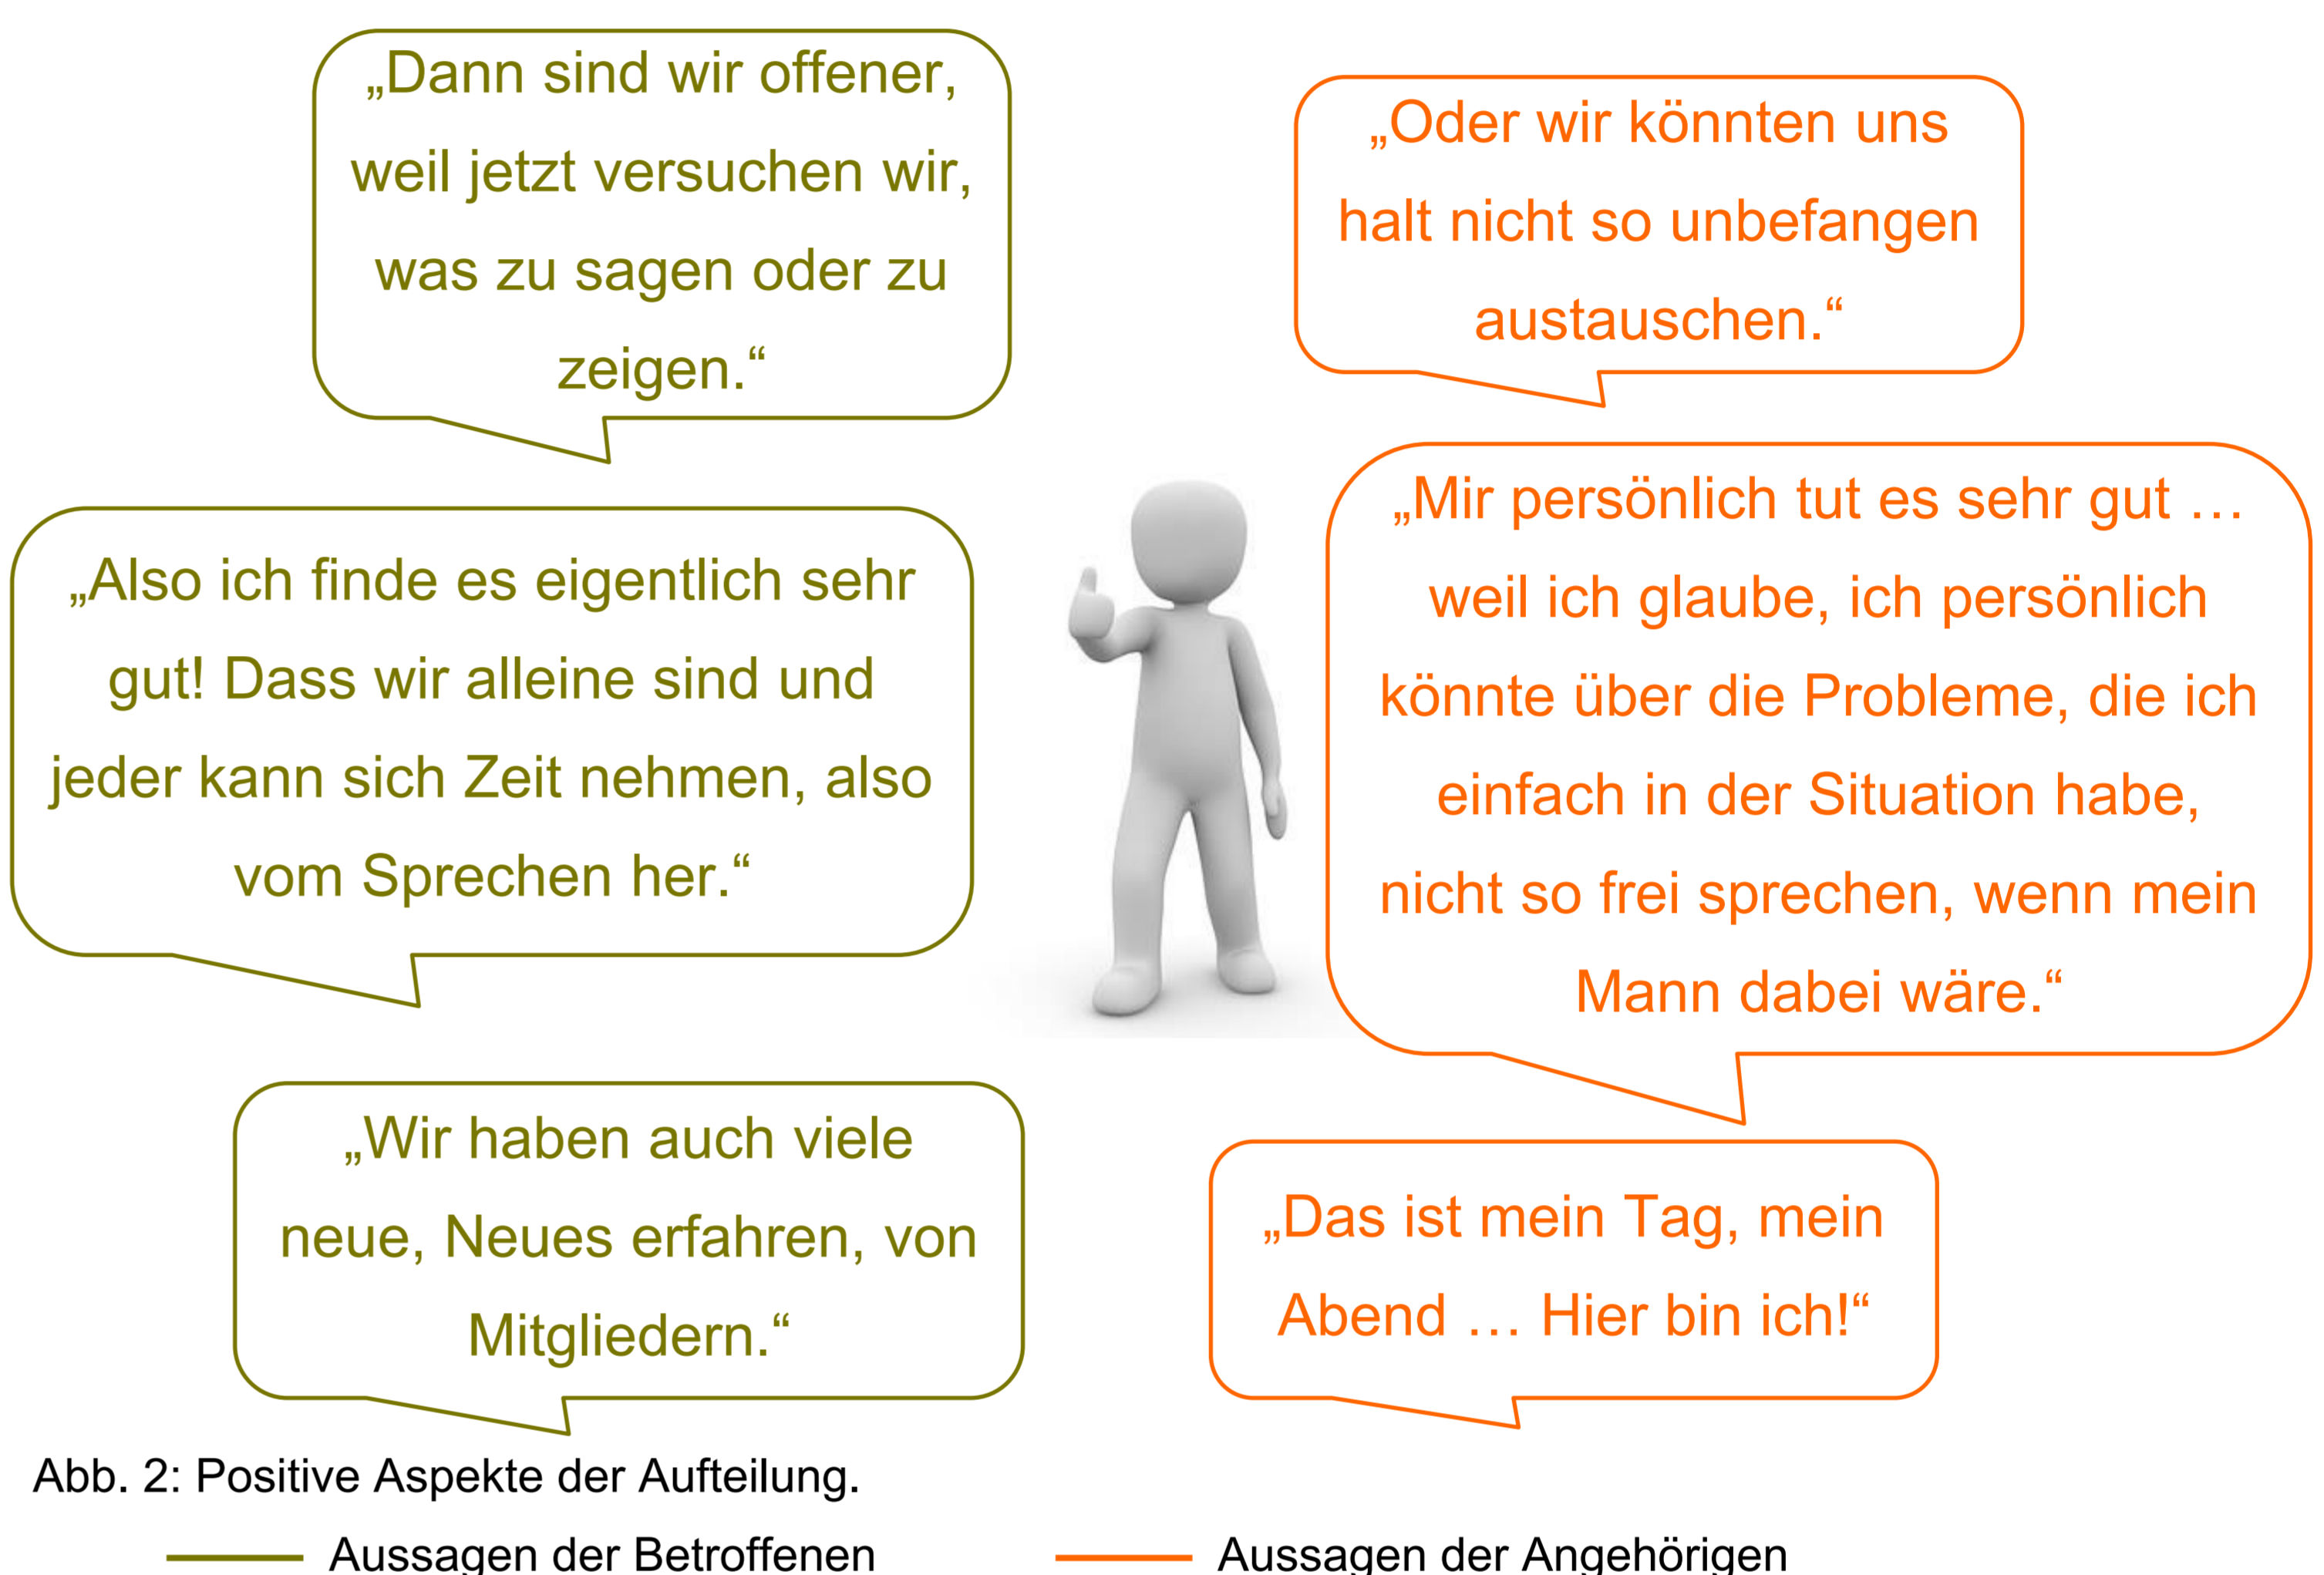 „Dann sind wir offener,
weil jetzt versuchen wir,
was zu sagen oder zu
zeigen.“
„Oder wir könnten uns
halt nicht so unbefangen
austauschen.“
„Also ich finde es eigentlich sehr
gut! Dass wir alleine sind und
jeder kann sich Zeit nehmen, also
vom Sprechen her.“
„Mir persönlich tut es sehr gut …
weil ich glaube, ich persönlich
könnte über die Probleme, die ich
einfach in der Situation habe,
nicht so frei sprechen, wenn mein
Mann dabei wäre.“
„Wir haben auch viele
neue, Neues erfahren, von
Mitgliedern.“
„Das ist mein Tag, mein
Abend … Hier bin ich!“
Abb. 2: Positive Aspekte der Aufteilung.
Aussagen der Betroffenen
Aussagen der Angehörigen